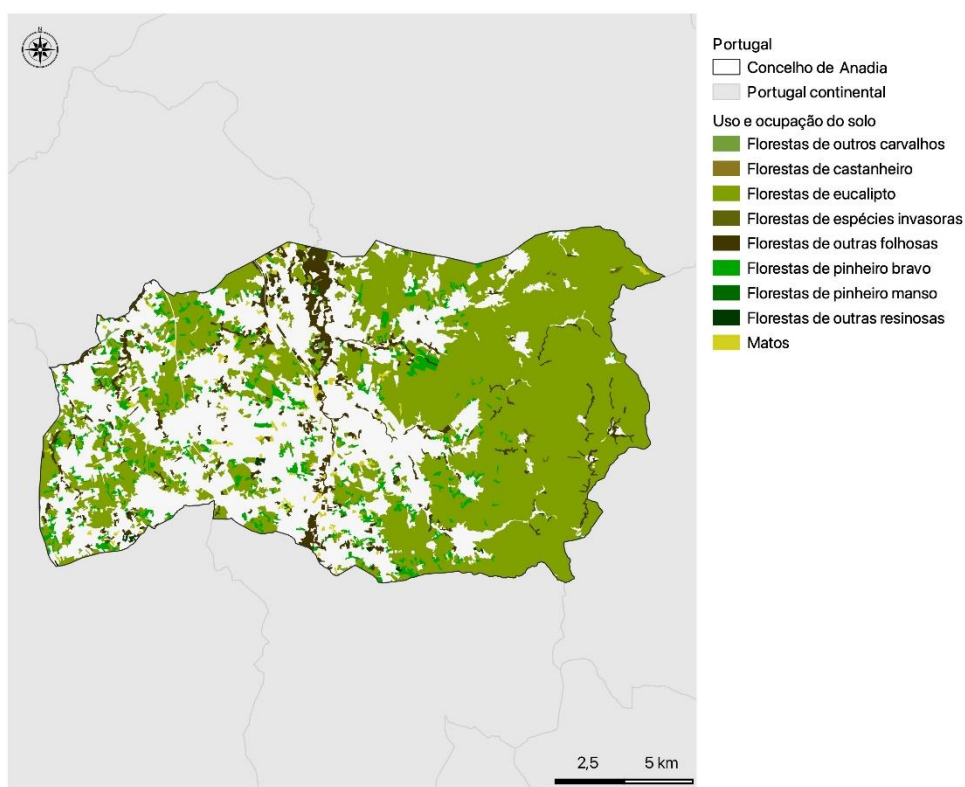 N
Portugal
Concelho de Anadia
Portugal continental
Uso e ocupação do solo
Florestas de outros carvalhos
Florestas de castanheiro
Florestas de eucalipto
Florestas de espécies invasoras
Florestas de outras folhosas
Florestas de pinheiro bravo
Florestas de pinheiro manso
Florestas de outras resinosas
Matos
2,5 5 km